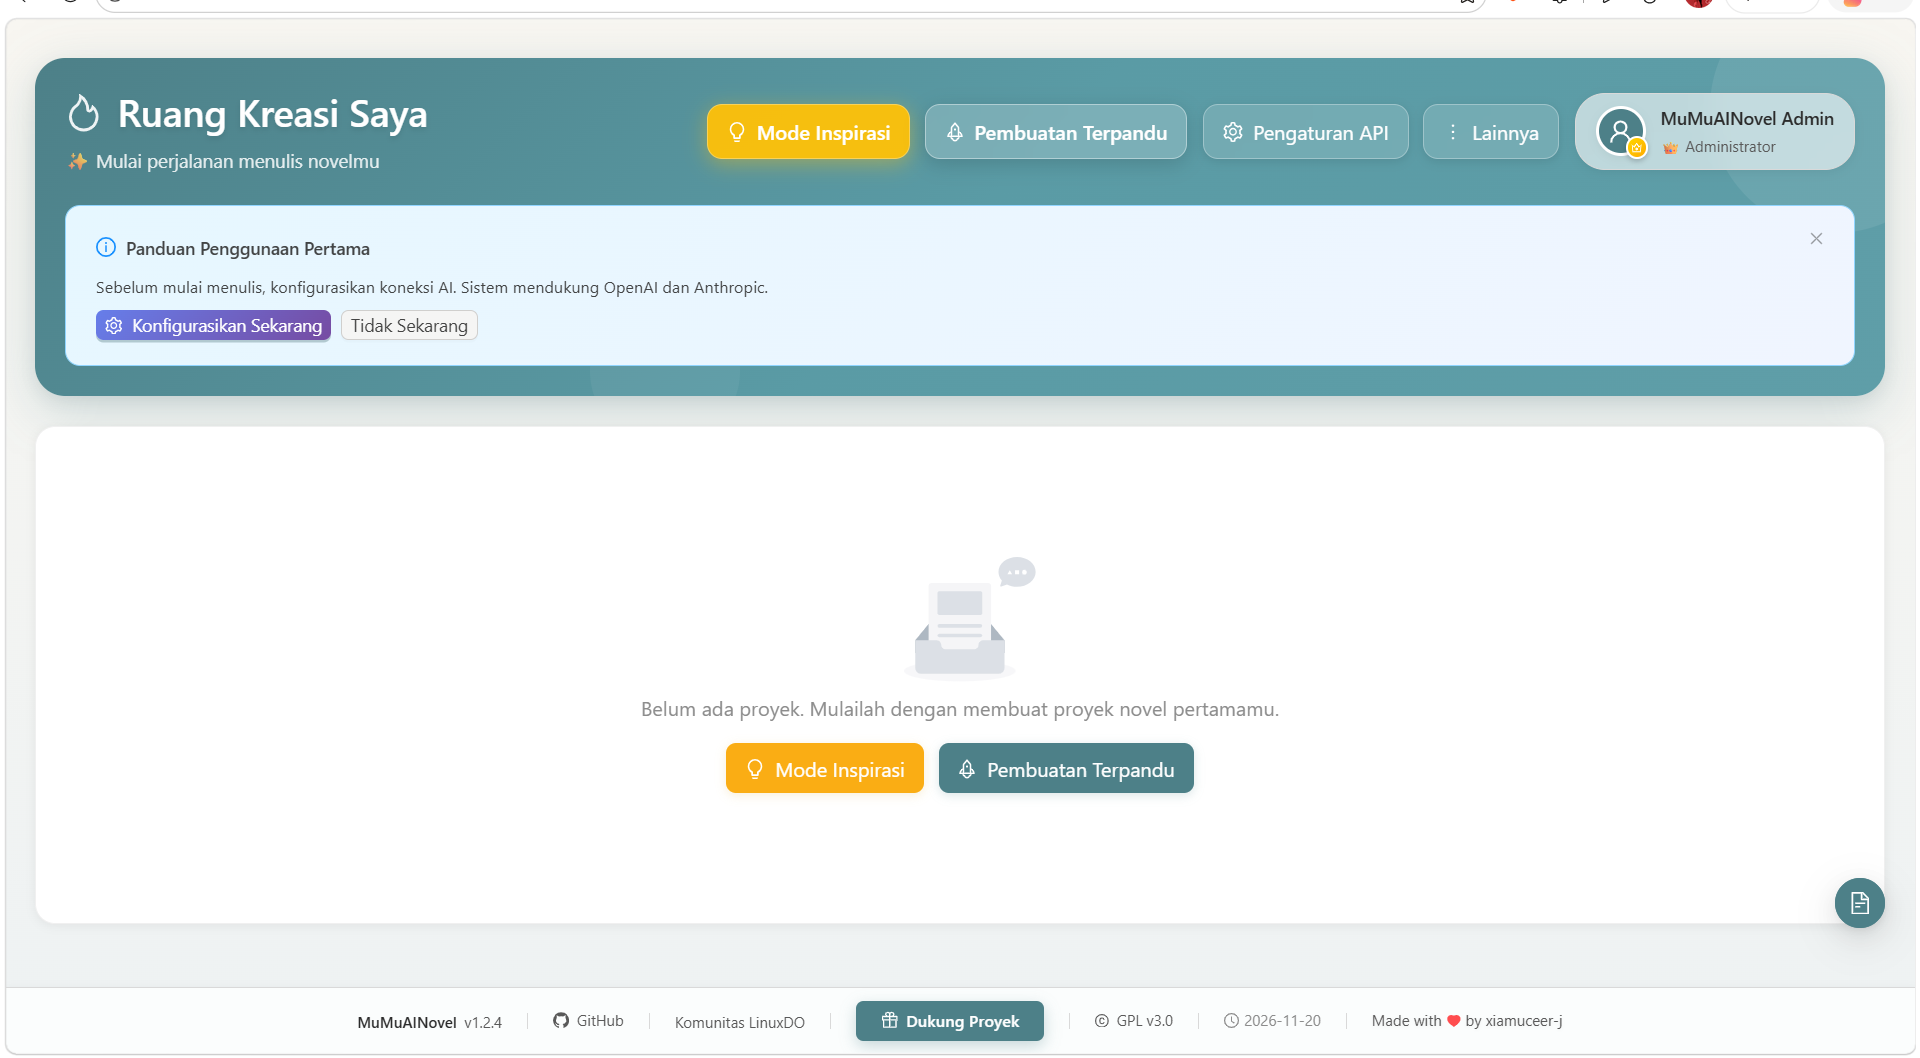 Ruang Kreasi Saya
✨ Mulai perjalanan menulis novelmu
Mode Inspirasi
Pembuatan Terpandu
Pengaturan API
Lainnya
MuMuAINovel Admin
👑 Administrator
Panduan Penggunaan Pertama
Sebelum mulai menulis, konfigurasikan koneksi AI. Sistem mendukung OpenAI dan Anthropic.
Konfigurasikan Sekarang
Tidak Sekarang
Belum ada proyek. Mulailah dengan membuat proyek novel pertamamu.
Mode Inspirasi
Pembuatan Terpandu
MuMuAINovel v1.2.4
GitHub
Komunitas LinuxDO
Dukung Proyek
© GPL v3.0
2026-11-20
Made with ❤ by xiamuceer-j